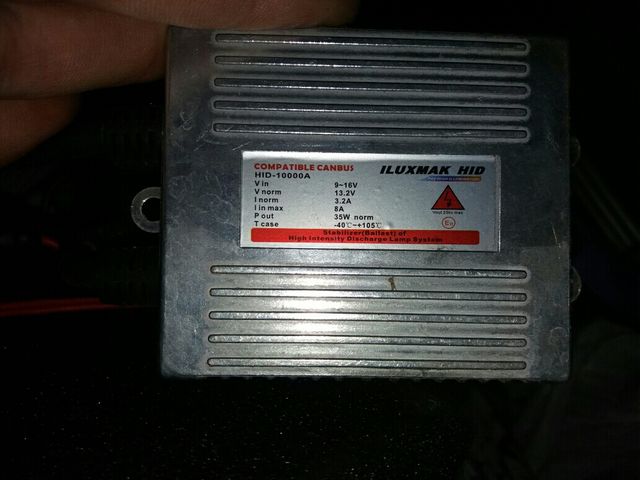 COMPATIBLE CANBUS
HID-10000A
V in 9~16V
V norm 13.2V
I norm 3.2A
I in max 8A
P out 35W norm
T case -40℃~+105℃
ILUXMAK HID
Stabilizer(Ballast) of
High Intensity Discharge Lamp System